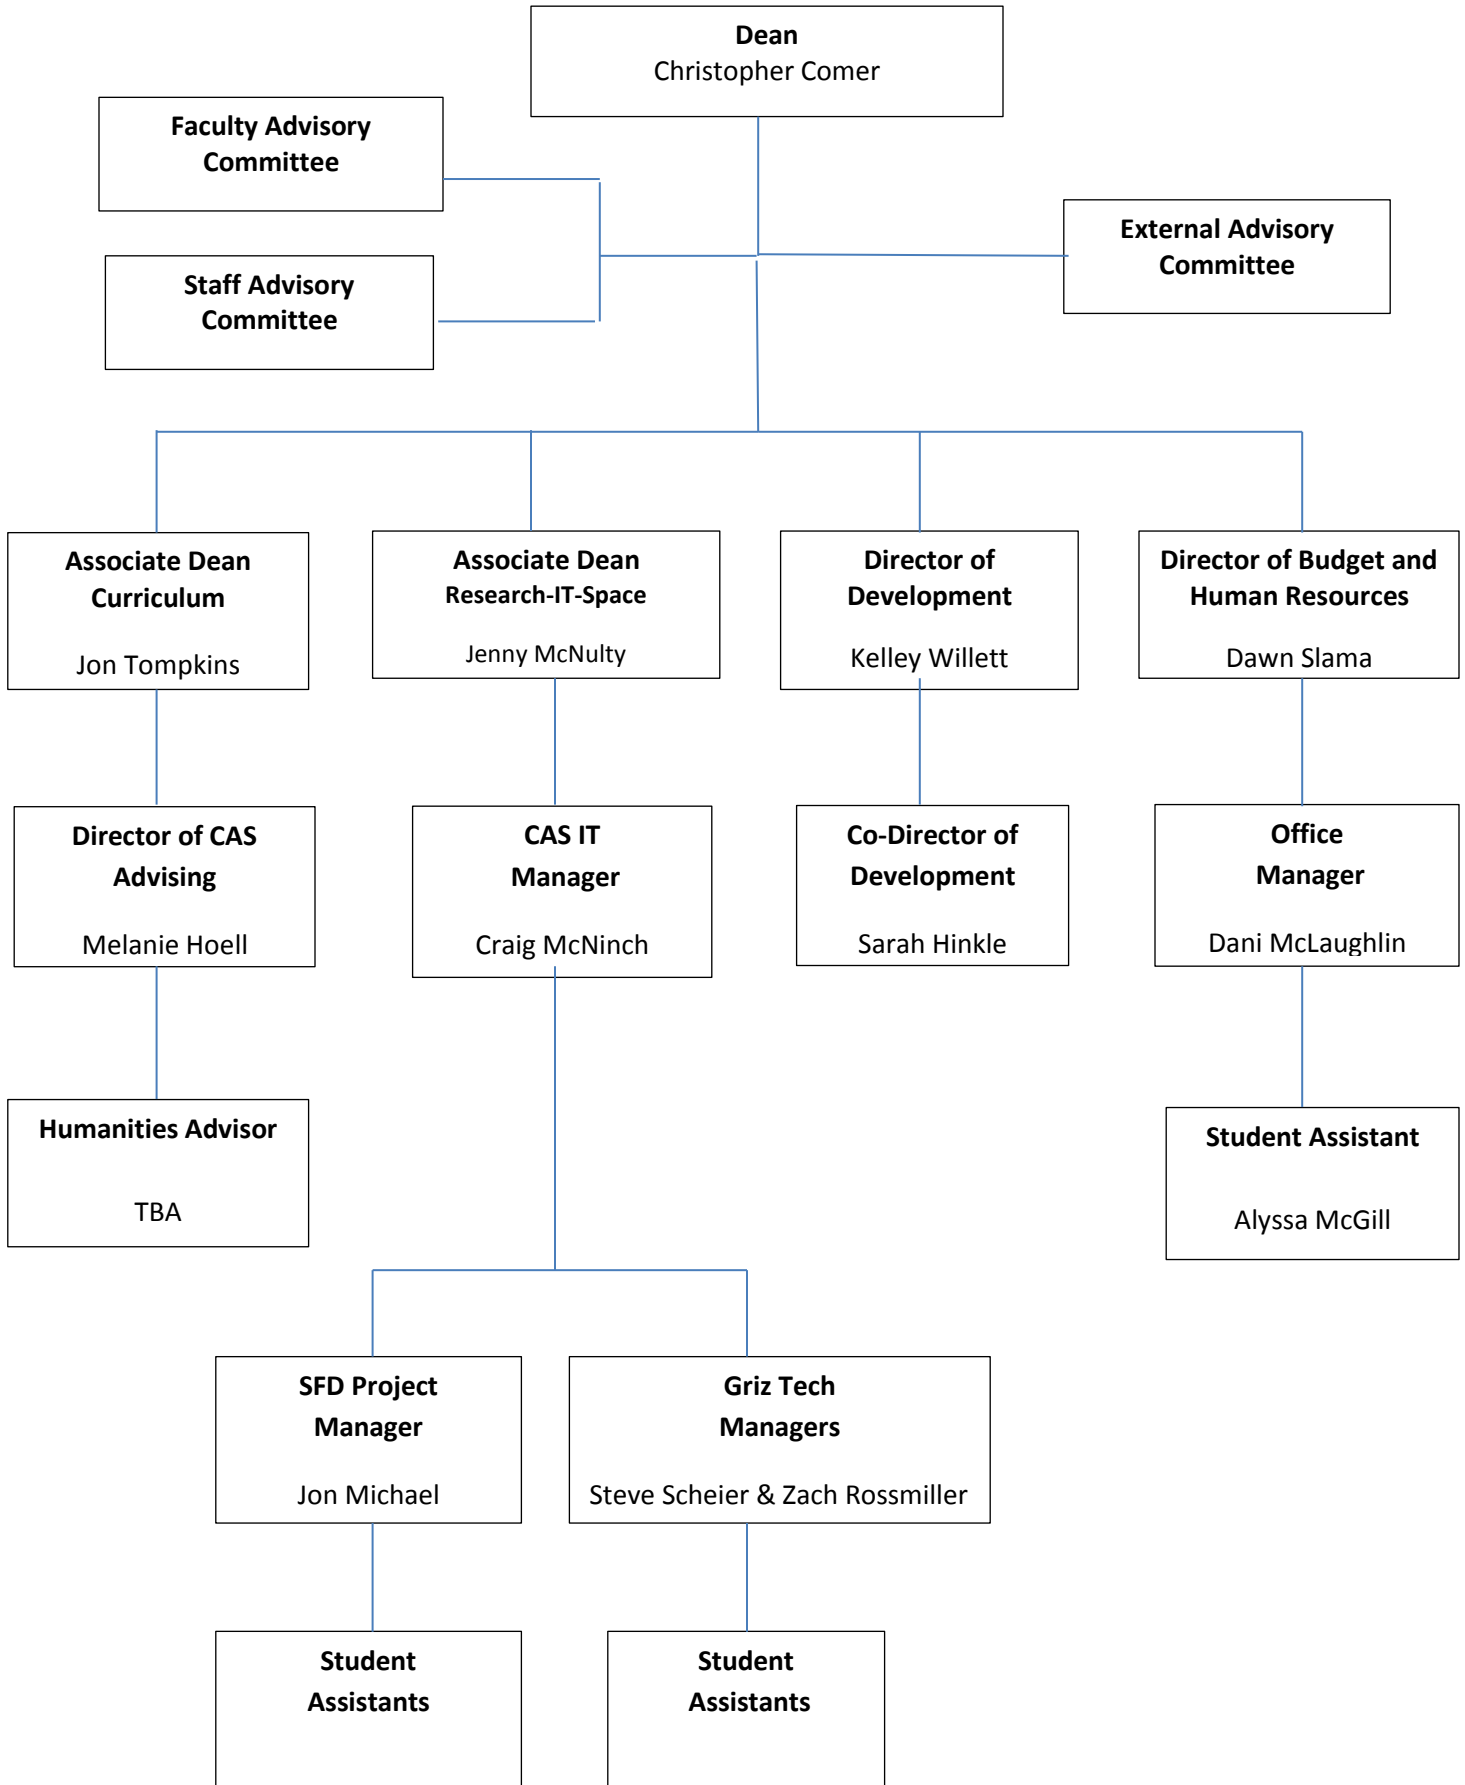 Dean
Christopher Comer
Faculty Advisory
Committee
External Advisory
Committee
Staff Advisory
Committee
Associate Dean
Curriculum
Jon Tompkins
Associate Dean
Research-IT-Space
Jenny McNulty
Director of
Development
Kelley Willett
Director of Budget and
Human Resources
Dawn Slama
Director of CAS
Advising
Melanie Hoell
CAS IT
Manager
Craig McNinch
Co-Director of
Development
Sarah Hinkle
Office
Manager
Dani McLaughlin
Humanities Advisor
TBA
Student Assistant
Alyssa McGill
SFD Project
Manager
Jon Michael
Griz Tech
Managers
Steve Scheier & Zach Rossmiller
Student
Assistants
Student
Assistants